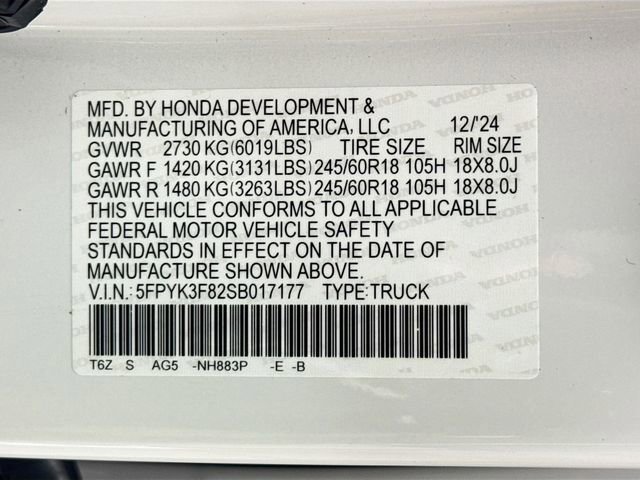 MFD. BY HONDA DEVELOPMENT &
MANUFACTURING OF AMERICA, LLC 12/'24
GVWR 2730 KG(6019LBS) TIRE SIZE RIM SIZE
GAWR F 1420 KG(3131LBS) 245/60R18 105H 18X8.0J
GAWR R 1480 KG(3263LBS) 245/60R18 105H 18X8.0J
THIS VEHICLE CONFORMS TO ALL APPLICABLE
FEDERAL MOTOR VEHICLE SAFETY
STANDARDS IN EFFECT ON THE DATE OF
MANUFACTURE SHOWN ABOVE.
V.I.N.: 5FPYK3F82SB017177 TYPE:TRUCK
T6Z S AG5 -NH883P -E -B